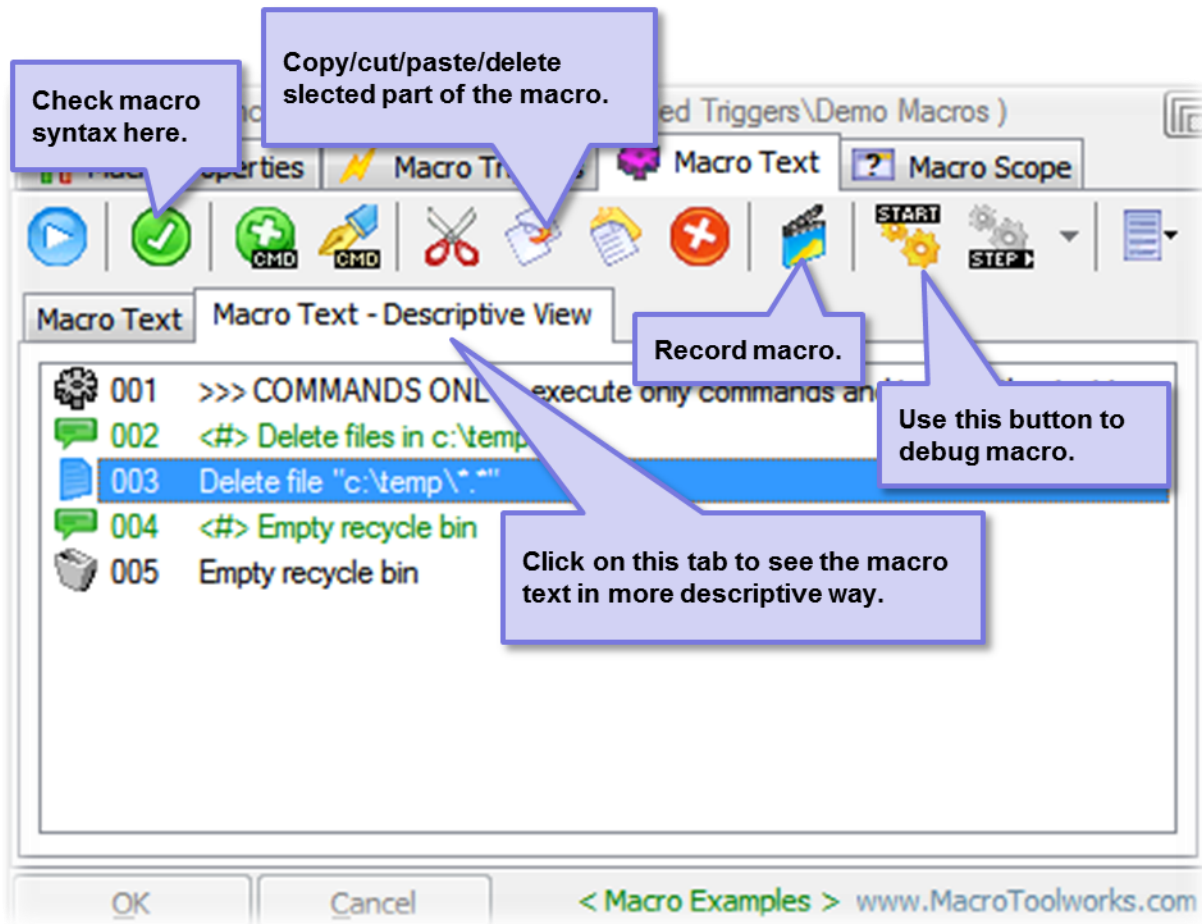 Copy/cut/paste/delete
slected part of the macro.
Check macro
syntax here.
ed Triggers\Demo Macros )
Macro Text
Macro Scope
CMD
CMD
START
STEP
Macro Text
Macro Text - Descriptive View
Record macro.
001 >>> COMMANDS ONL execute only commands an
002 <#> Delete files in c:\temp
Use this button to
debug macro.
003 Delete file "c:\temp\*.*"
004 <#> Empty recycle bin
005 Empty recycle bin
Click on this tab to see the macro
text in more descriptive way.
OK
Cancel
< Macro Examples >
www.MacroToolworks.com